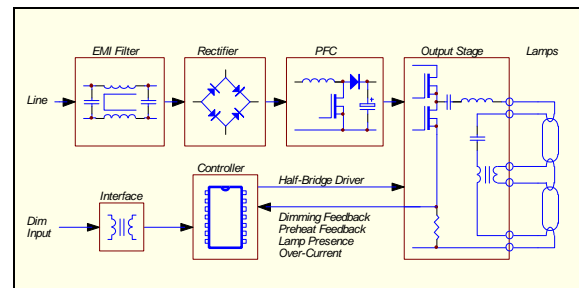 EMI Filter
Rectifier
PFC
Output Stage
Lamps
Line
+
Controller
Interface
Half-Bridge Driver
Dim
Input
Dimming Feedback
Preheat Feedback
Lamp Presence
Over-Current